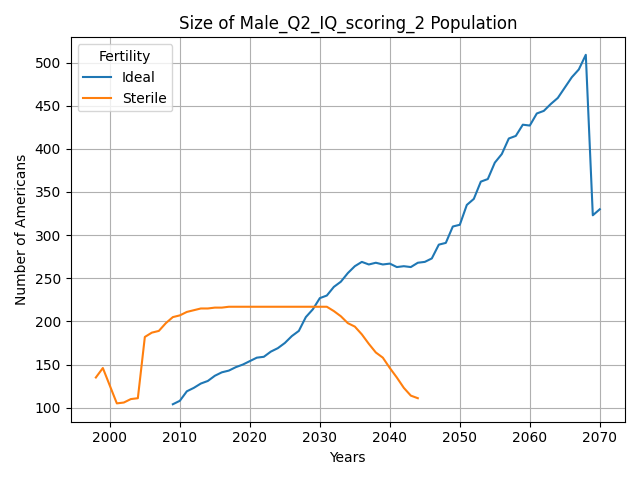 Size of Male_Q2_IQ_scoring_2 Population
Fertility
Ideal
Sterile
Number of Americans
500
450
400
350
300
250
200
150
100
2000 2010 2020 2030 2040 2050 2060 2070
Years